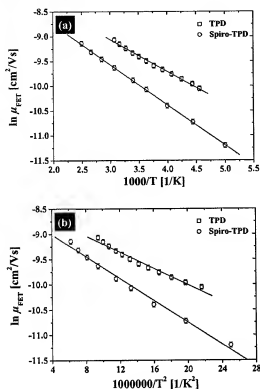 (a)
□ TPD
○ Spiro-TPD
ln μFET [cm²/Vs]
-8.5
-9.0
-9.5
-10.0
-10.5
-11.0
-11.5
2.0 2.5 3.0 3.5 4.0 4.5 5.0 5.5
1000/T [1/K]
(b)
□ TPD
○ Spiro-TPD
ln μFET [cm²/Vs]
-8.5
-9.0
-9.5
-10.0
-10.5
-11.0
-11.5
4 8 12 16 20 24 28
1000000/T² [1/K²]